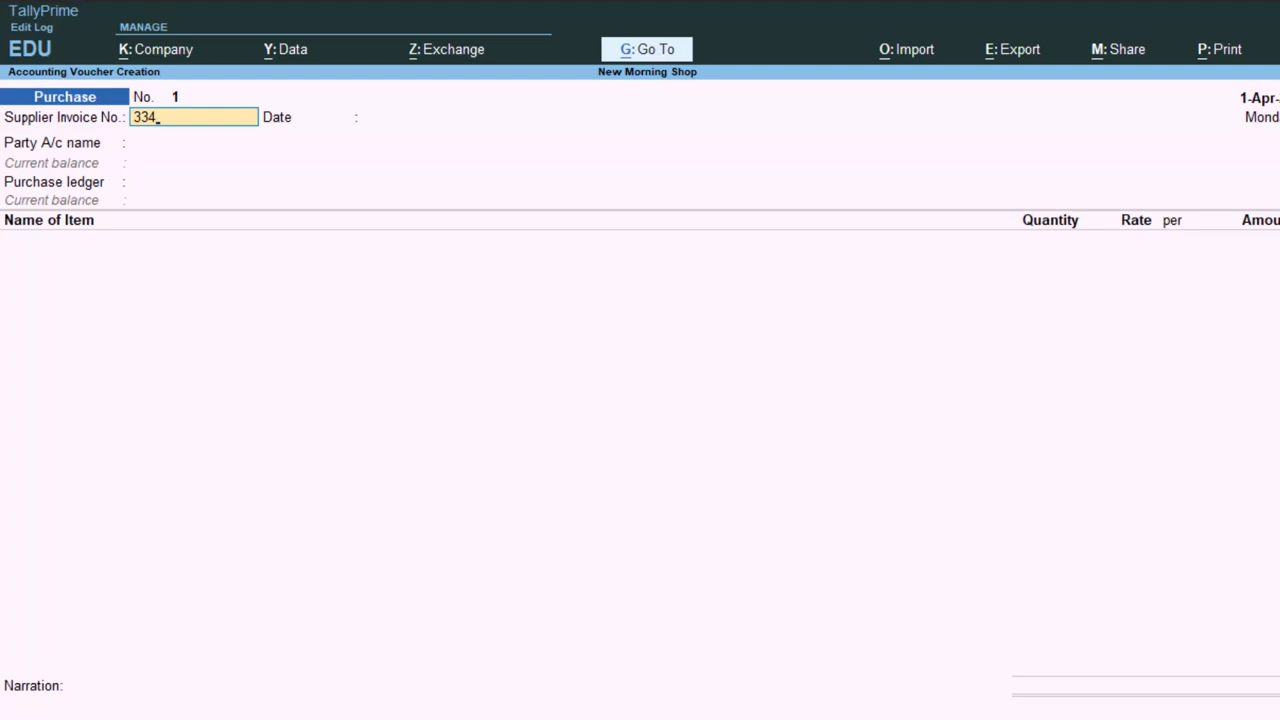 TallyPrime
Edit Log
MANAGE
EDU
K: Company Y: Data Z: Exchange G: Go To O: Import E: Export M: Share P: Print
Accounting Voucher Creation New Morning Shop
Purchase No. 1 1-Apr-
Supplier Invoice No.: 334 Date :
Party A/c name :
Current balance :
Purchase ledger :
Current balance :
Name of Item Quantity Rate per
Narration: